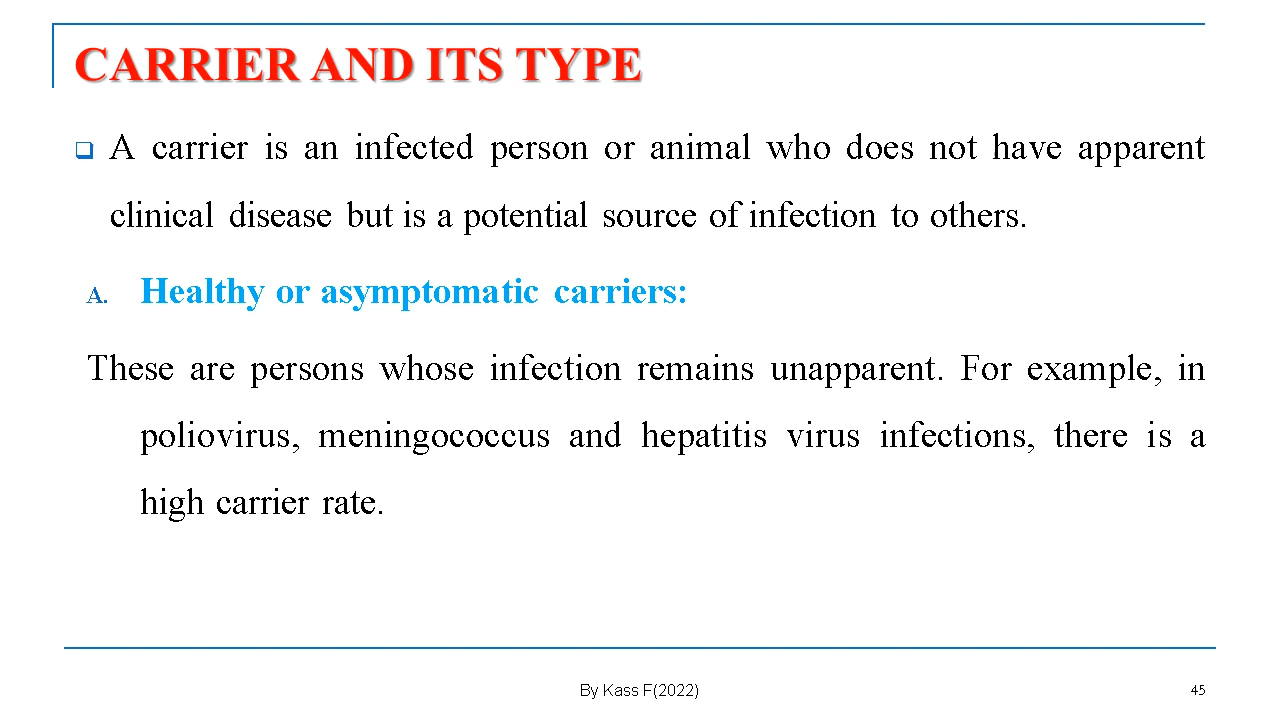 CARRIER AND ITS TYPE
❑ A carrier is an infected person or animal who does not have apparent
clinical disease but is a potential source of infection to others.
A. Healthy or asymptomatic carriers:
These are persons whose infection remains unapparent. For example, in
poliovirus, meningococcus and hepatitis virus infections, there is a
high carrier rate.
By Kass F(2022)
45